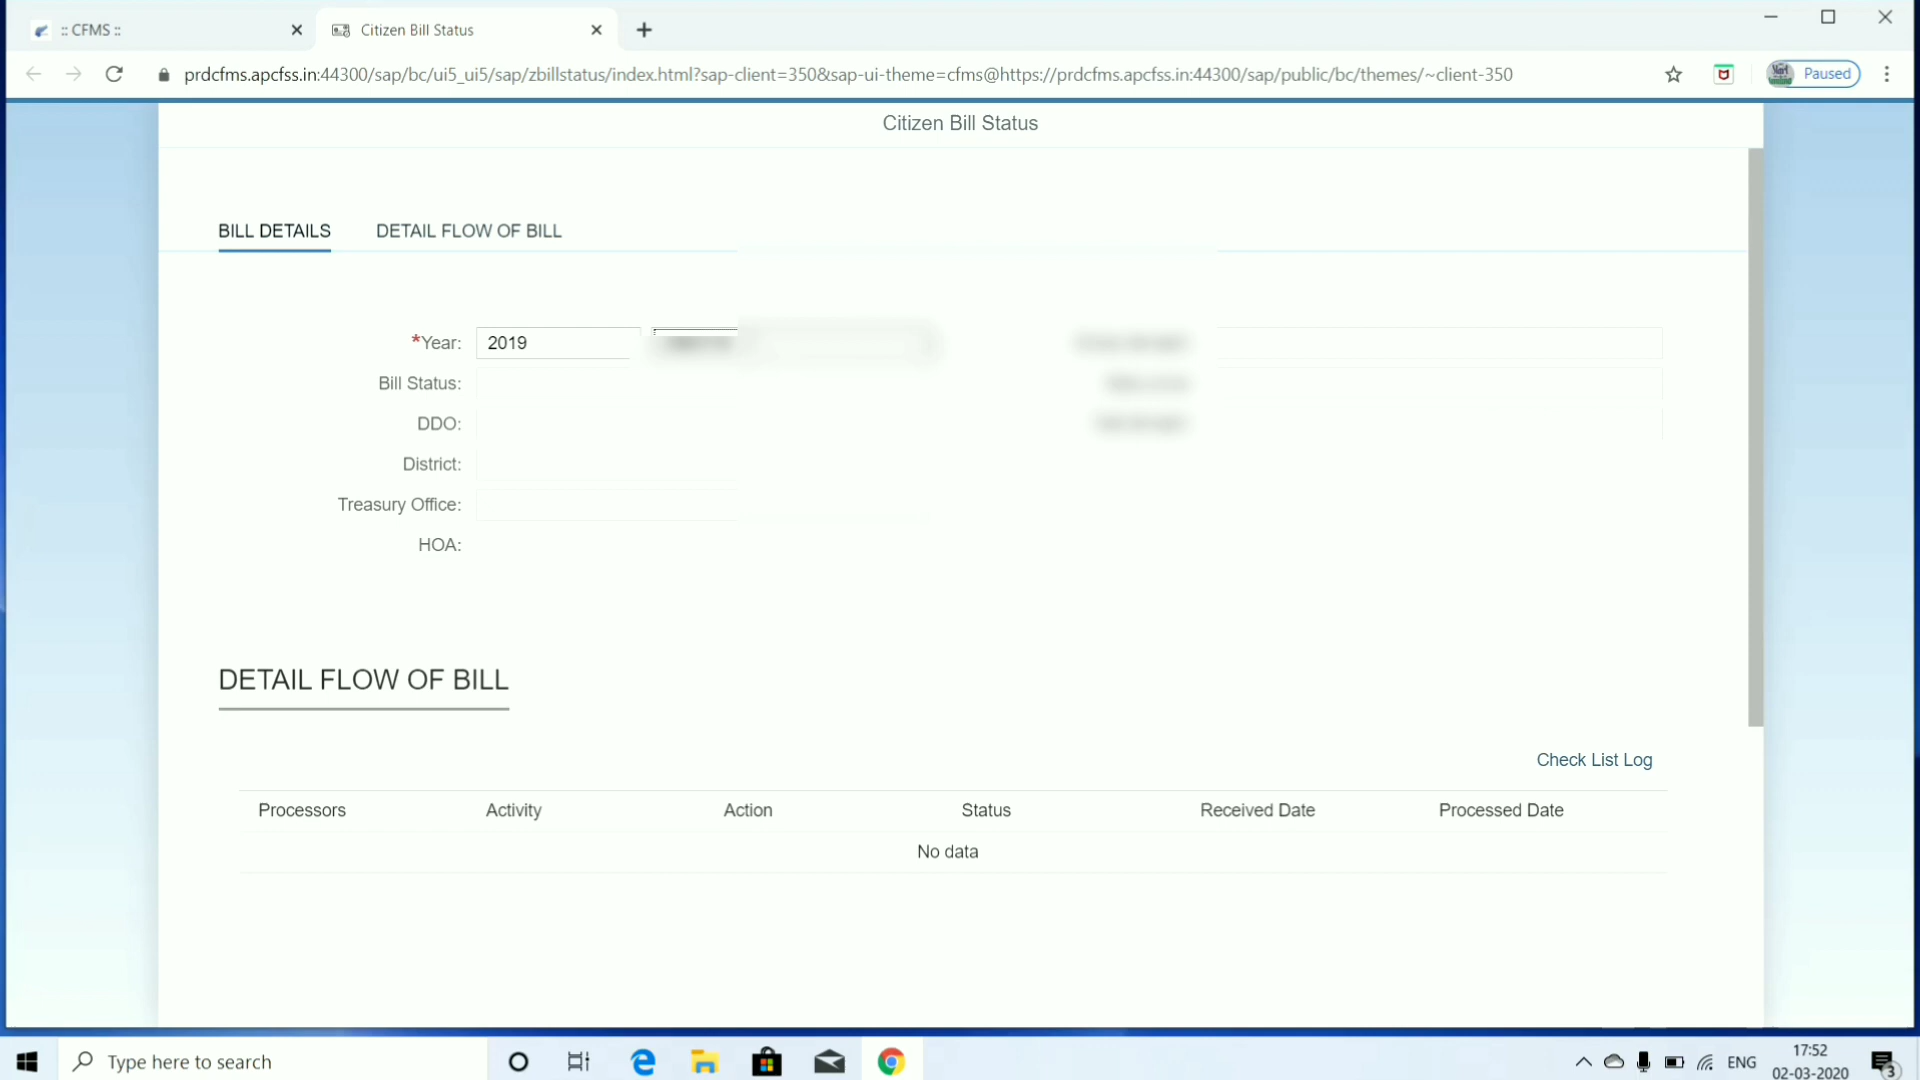 :: CFMS ::
Citizen Bill Status
prdcfms.apcfss.in:44300/sap/bc/ui5_ui5/sap/zbillstatus/index.html?sap-client=350&sap-ui-theme=cfms@https://prdcfms.apcfss.in:44300/sap/public/bc/themes/~client-350
Paused
Citizen Bill Status
BILL DETAILS DETAIL FLOW OF BILL
*Year: 2019
Bill Status:
DDO:
District:
Treasury Office:
HOA:
DETAIL FLOW OF BILL
Check List Log
Processors Activity Action Status Received Date Processed Date
No data
Type here to search
ENG
17:52
02-03-2020
3